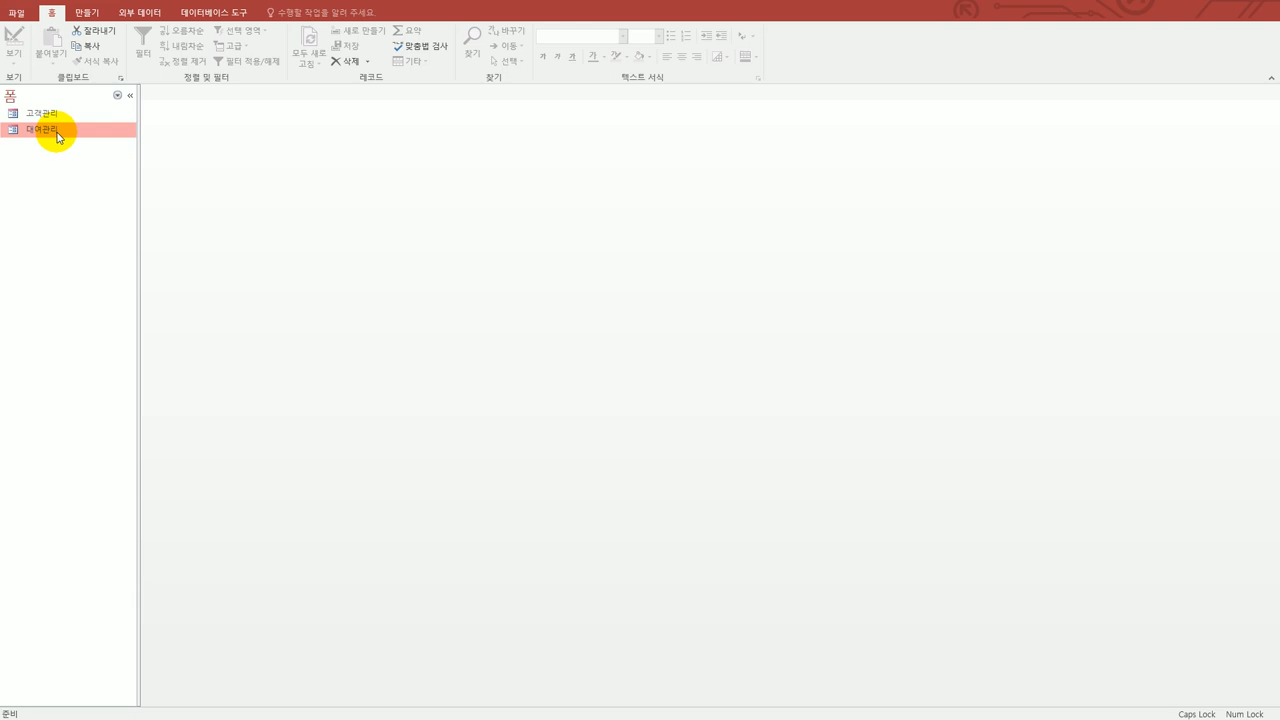 파일 홈 만들기 외부 데이터 데이터베이스 도구 수행할 작업을 알려 주세요.
보기
보기
붙여넣기
잘라내기
복사
서식 복사
클립보드
필터
오름차순
내림차순
정렬 제거
선택 영역
고급
필터 적용/해제
정렬 및 필터
모두 새로
고침
새로 만들기
저장
삭제
요약
맞춤법 검사
기타
레코드
찾기
바꾸기
이동
선택
찾기
가 가 가 가
텍스트 서식
폼
고객관리
대여관리
준비
Caps Lock Num Lock